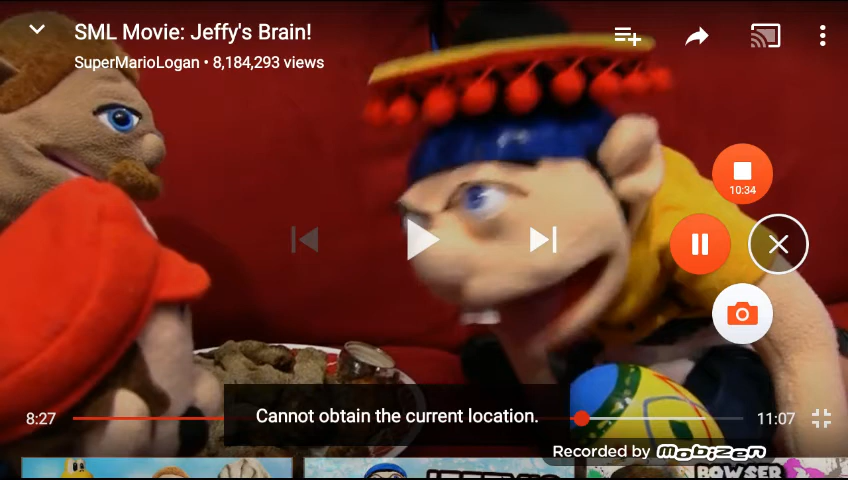 SML Movie: Jeffy's Brain!
SuperMarioLogan • 8,184,293 views
10:34
8:27
Cannot obtain the current location.
11:07
Recorded by Mobizen
BOWSER